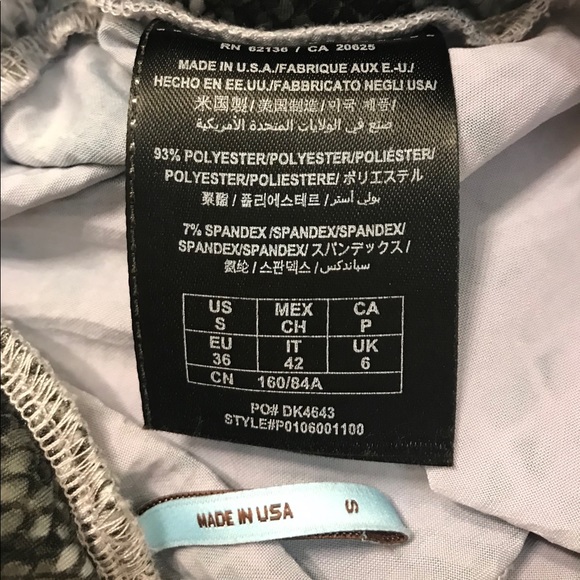 RN 62136 / CA 20625
MADE IN U.S.A./FABRIQUE AUX E.-U./
HECHO EN EE.UU./FABBRICATO NEGLI USA/
米国製/美国制造/미국 제품/
صنع في الولايات المتحدة الأمريكية
93% POLYESTER/POLYESTER/POLIÉSTER/
POLYESTER/POLIESTERE/ポリエステル
聚酯/폴리에스테르/بولي أستر
7% SPANDEX /SPANDEX/SPANDEX/
SPANDEX/SPANDEX/スパンデックス/
氨纶/스판덱스/سباندكس
US MEX CA
S CH P
EU IT UK
36 42 6
CN 160/84A
PO# DK4643
STYLE#P0106001100
MADE IN USA S